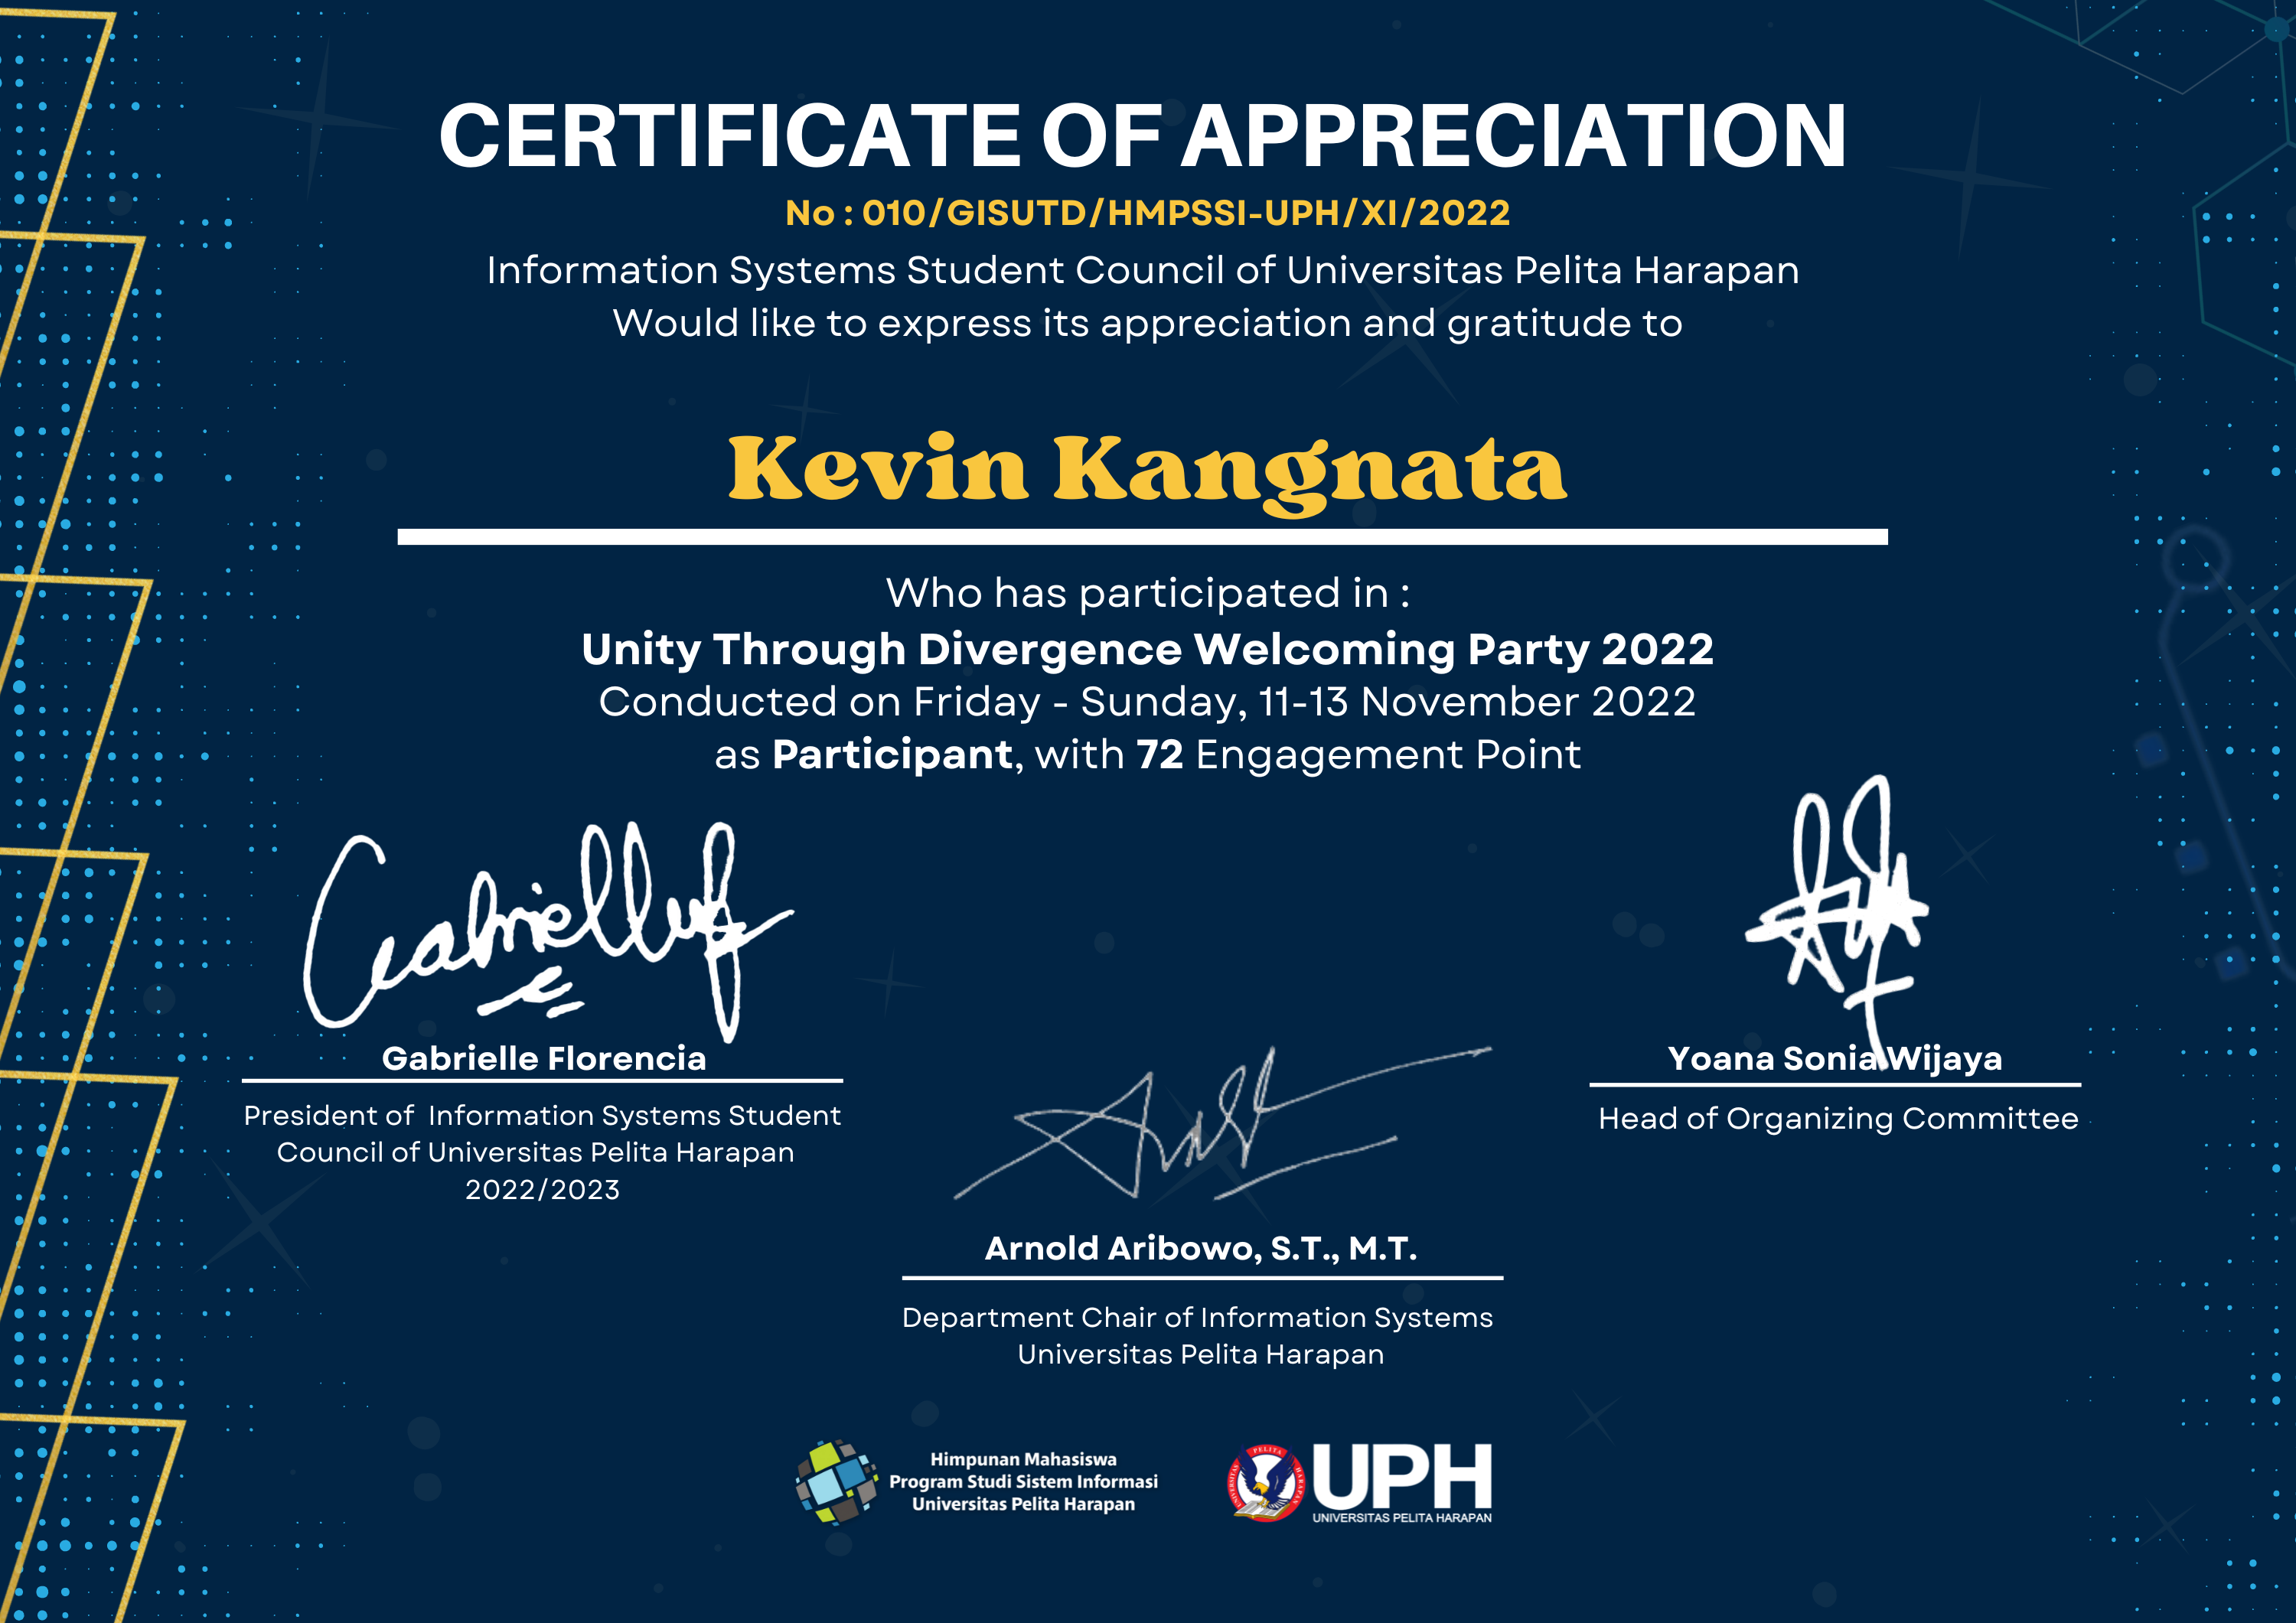 CERTIFICATE OF APPRECIATION
No : 010/GISUTD/HMPSSI-UPH/XI/2022
Information Systems Student Council of Universitas Pelita Harapan
Would like to express its appreciation and gratitude to
Kevin Kangnata
Who has participated in :
Unity Through Divergence Welcoming Party 2022
Conducted on Friday - Sunday, 11-13 November 2022
as Participant, with 72 Engagement Point
Gabrielle Florencia
President of Information Systems Student
Council of Universitas Pelita Harapan
2022/2023
Yoana Sonia Wijaya
Head of Organizing Committee
Arnold Aribowo, S.T., M.T.
Department Chair of Information Systems
Universitas Pelita Harapan
Himpunan Mahasiswa
Program Studi Sistem Informasi
Universitas Pelita Harapan
UNIVERSITAS PELITA HARAPAN
UPH
UNIVERSITAS PELITA HARAPAN